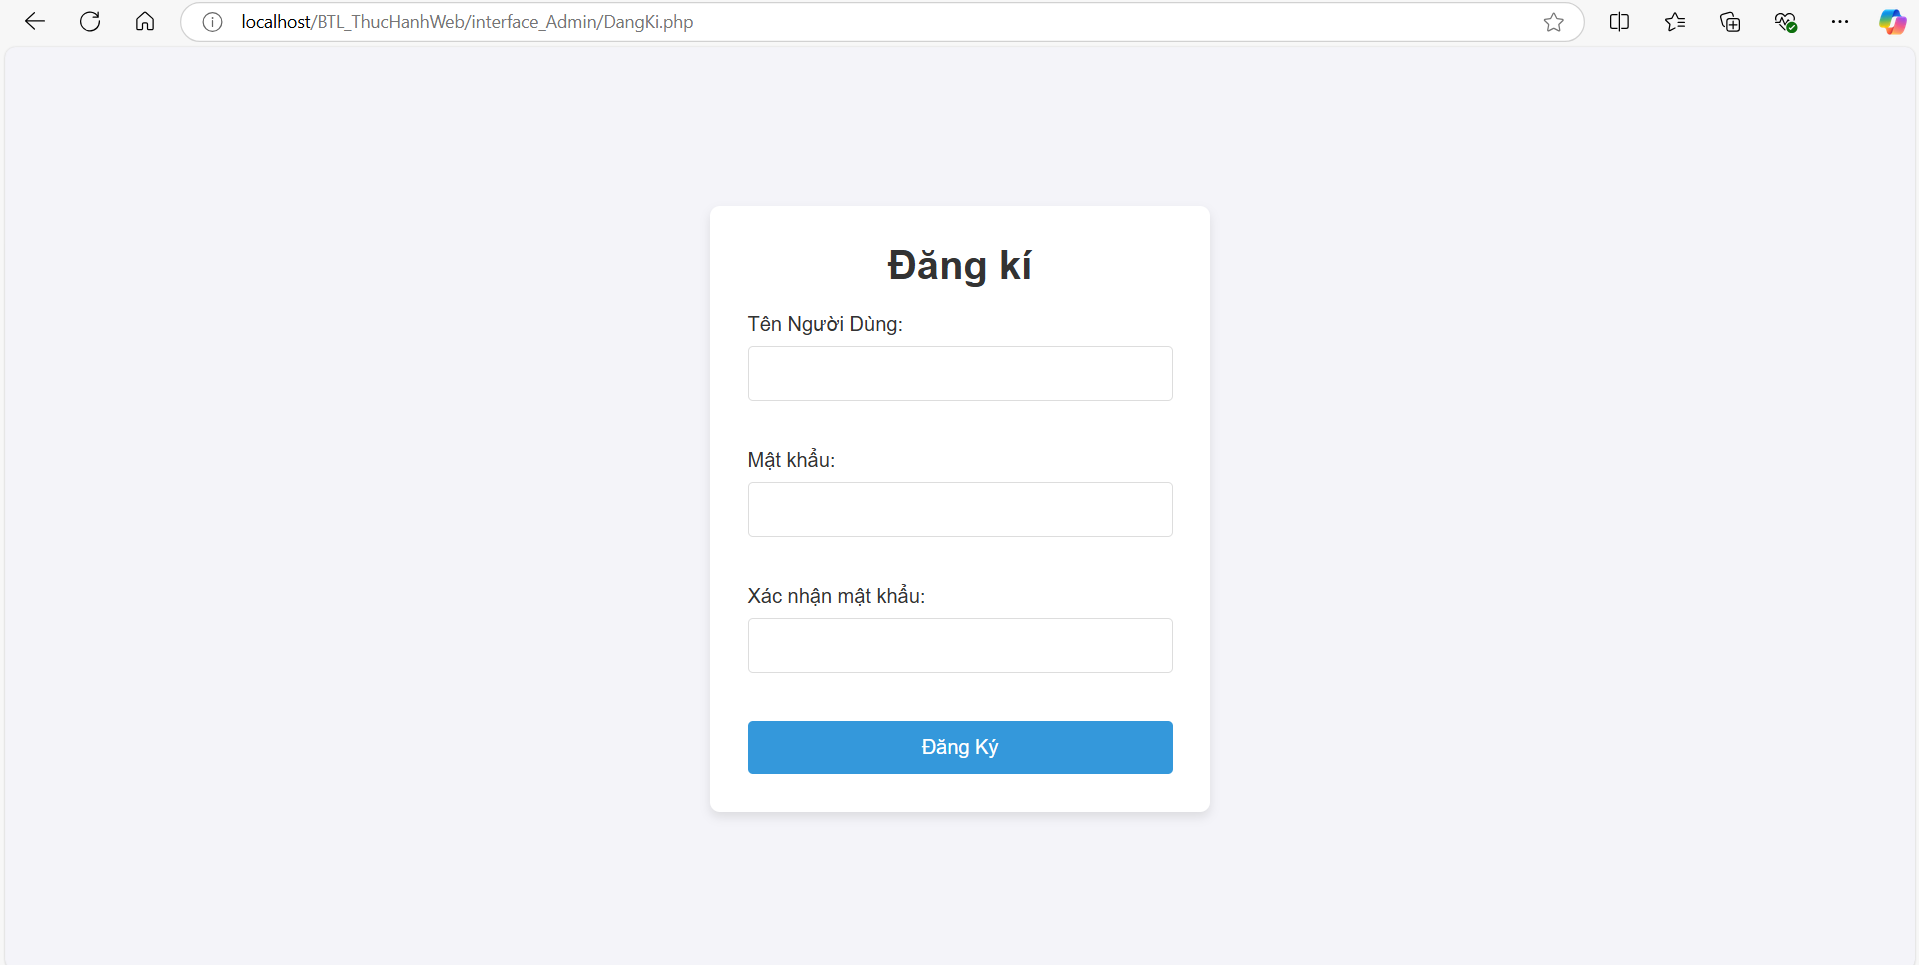 localhost/BTL_ThucHanhWeb/interface_Admin/DangKi.php
Đăng kí
Tên Người Dùng:
Mật khẩu:
Xác nhận mật khẩu:
Đăng Ký